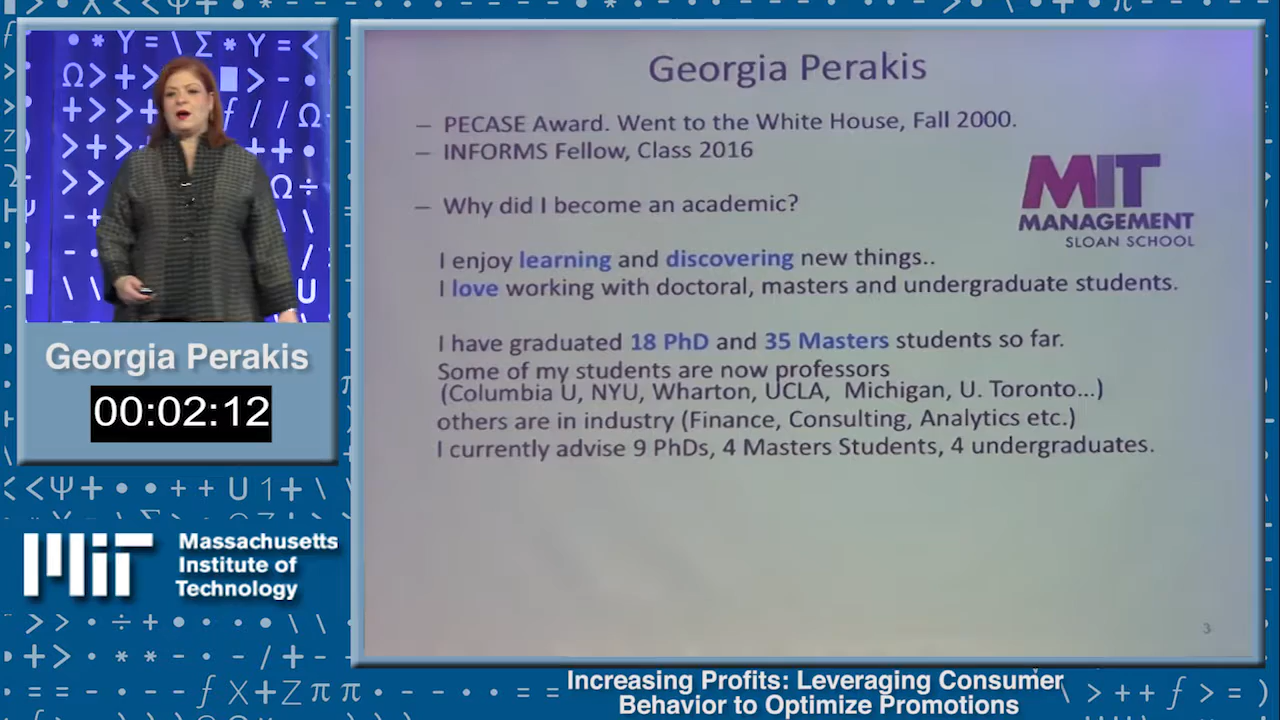 Georgia Perakis
– PECASE Award. Went to the White House, Fall 2000.
– INFORMS Fellow, Class 2016
– Why did I become an academic?
MIT
MANAGEMENT
SLOAN SCHOOL
I enjoy learning and discovering new things..
I love working with doctoral, masters and undergraduate students.
I have graduated 18 PhD and 35 Masters students so far.
Some of my students are now professors
(Columbia U, NYU, Wharton, UCLA, Michigan, U. Toronto...)
others are in industry (Finance, Consulting, Analytics etc.)
I currently advise 9 PhDs, 4 Masters Students, 4 undergraduates.
3
Georgia Perakis
00:02:12
MIT
Massachusetts
Institute of
Technology
Increasing Profits: Leveraging Consumer
Behavior to Optimize Promotions